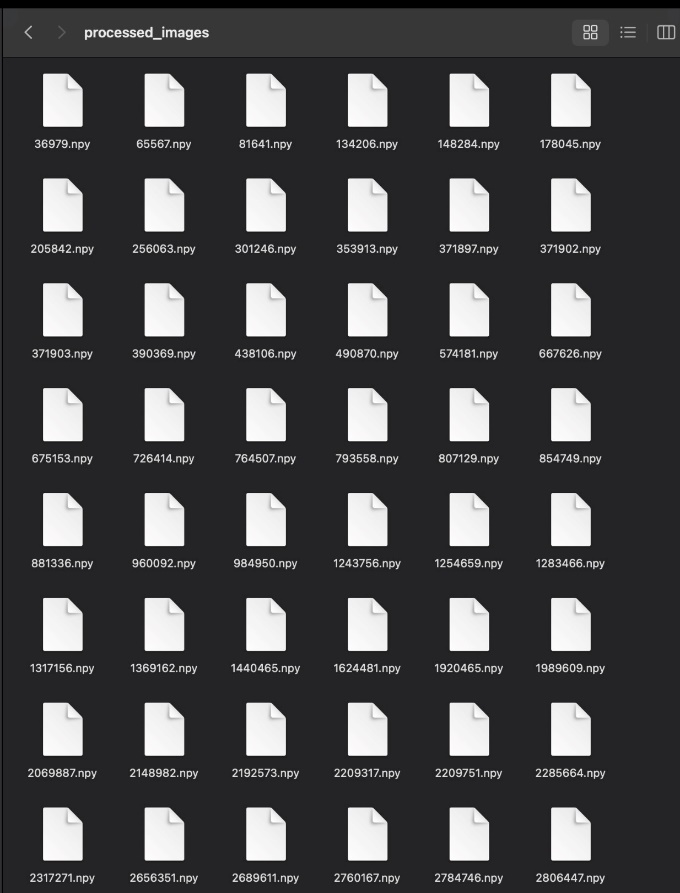 processed_images
36979.npy 65567.npy 81641.npy 134206.npy 148284.npy 178045.npy
205842.npy 256063.npy 301246.npy 353913.npy 371897.npy 371902.npy
371903.npy 390369.npy 438106.npy 490870.npy 574181.npy 667626.npy
675153.npy 726414.npy 764507.npy 793558.npy 807129.npy 854749.npy
881336.npy 960092.npy 984950.npy 1243756.npy 1254659.npy 1283466.npy
1317156.npy 1369162.npy 1440465.npy 1624481.npy 1920465.npy 1989609.npy
2069887.npy 2148982.npy 2192573.npy 2209317.npy 2209751.npy 2285664.npy
2317271.npy 2656351.npy 2689611.npy 2760167.npy 2784746.npy 2806447.npy